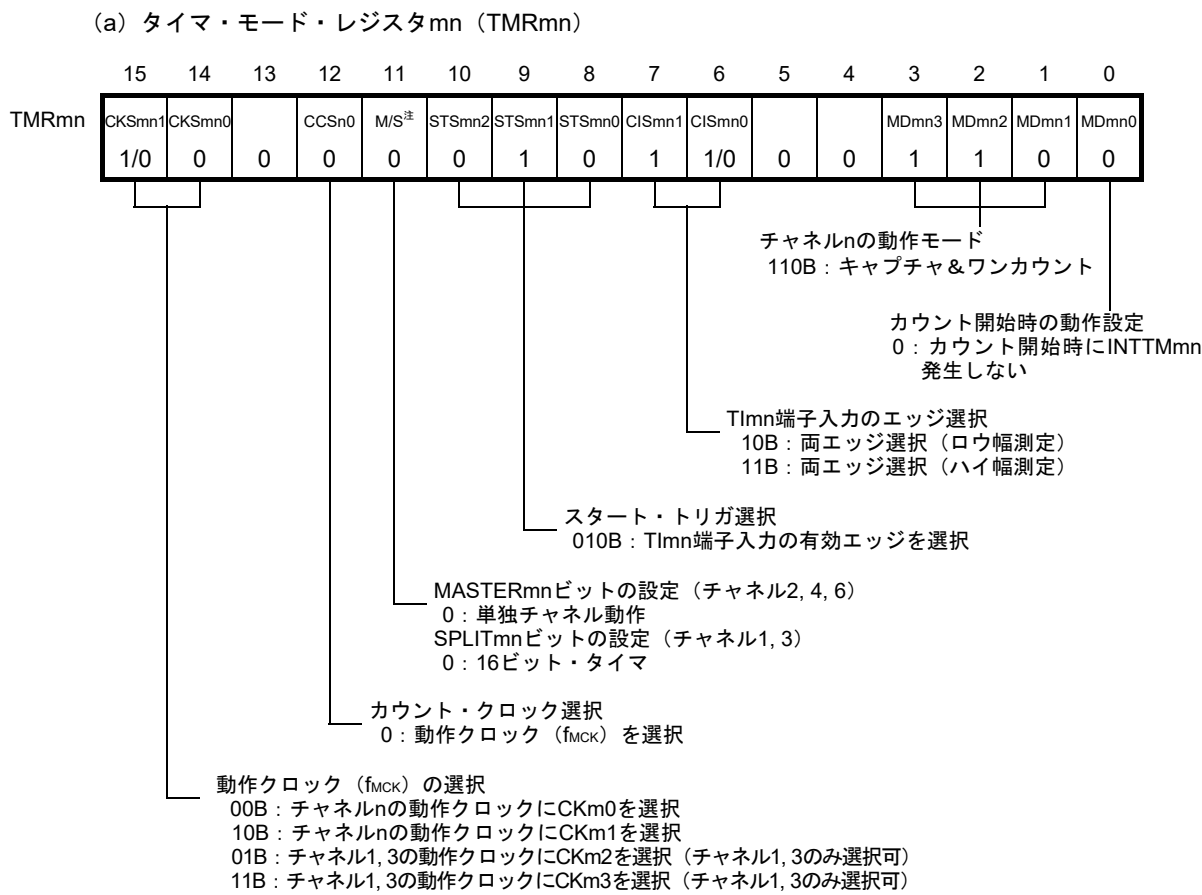 （a）タイマ・モード・レジスタmn（TMRmn）
15 14 13 12 11 10 9 8 7 6 5 4 3 2 1 0
TMRmn CKSmn1 CKSmn0 CCSn0 M/S注 STSmn2 STSmn1 STSmn0 CISmn1 CISmn0 MDmn3 MDmn2 MDmn1 MDmn0
1/0 0 0 0 0 0 1 0 1 1/0 0 0 1 1 0 0
チャネルnの動作モード
110B：キャプチャ＆ワンカウント
カウント開始時の動作設定
0：カウント開始時にINTTMmn
発生しない
TImn端子入力のエッジ選択
10B：両エッジ選択（ロウ幅測定）
11B：両エッジ選択（ハイ幅測定）
スタート・トリガ選択
010B：TImn端子入力の有効エッジを選択
MASTERmnビットの設定（チャネル2, 4, 6）
0：単独チャネル動作
SPLITmnビットの設定（チャネル1, 3）
0：16ビット・タイマ
カウント・クロック選択
0：動作クロック（fMCK）を選択
動作クロック（fMCK）の選択
00B：チャネルnの動作クロックにCKm0を選択
10B：チャネルnの動作クロックにCKm1を選択
01B：チャネル1, 3の動作クロックにCKm2を選択（チャネル1, 3のみ選択可）
11B：チャネル1, 3の動作クロックにCKm3を選択（チャネル1, 3のみ選択可）